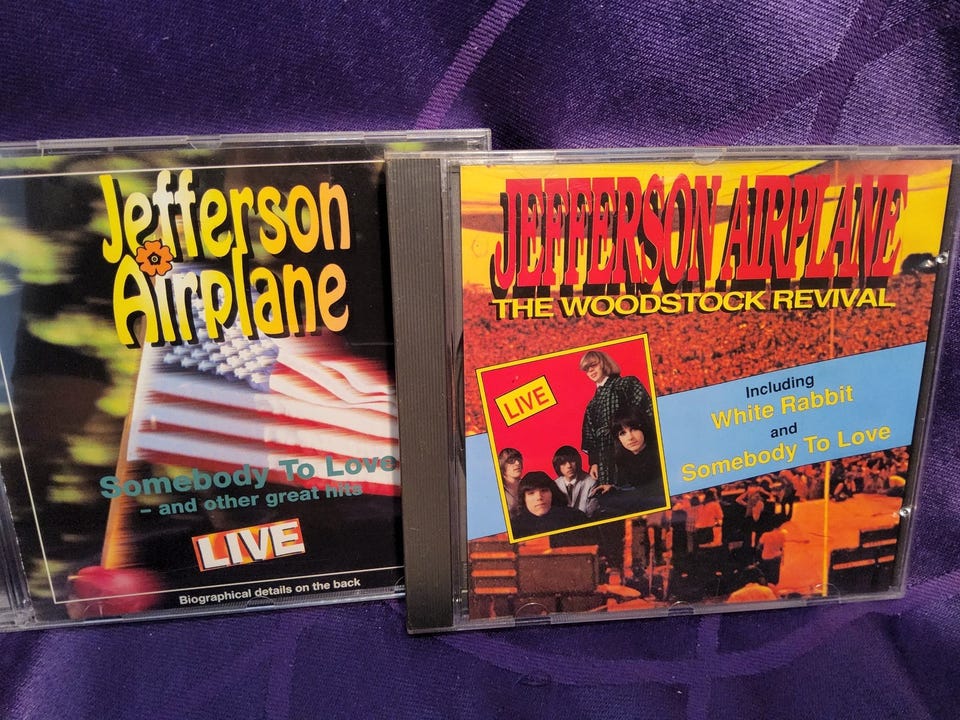 Jefferson
Airplane
Somebody To Love
– and other great hits
LIVE
Biographical details on the back
JEFFERSON AIRPLANE
THE WOODSTOCK REVIVAL
LIVE
Including
White Rabbit
and
Somebody To Love